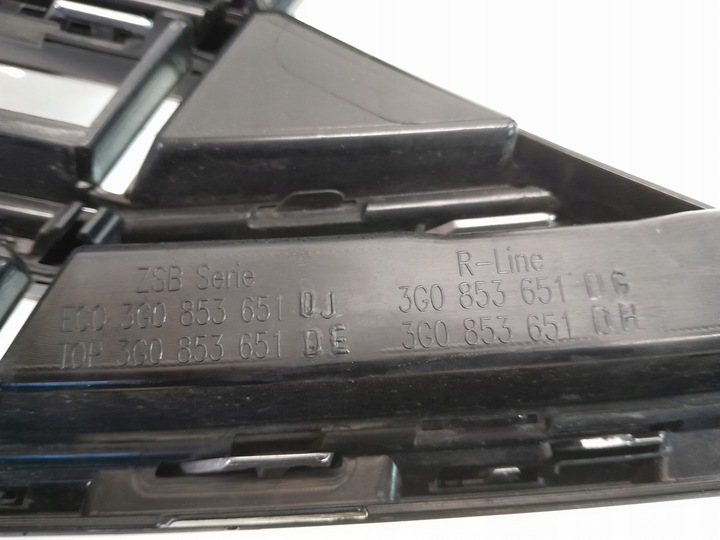 ZSB Serie
ECO 3G0 853 651 DJ
TOP 3G0 853 651 DE
R-Line
3G0 853 651 DG
3G0 853 651 DH